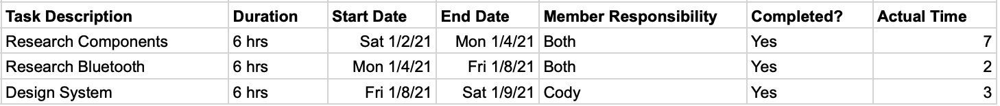 Task Description Duration Start Date End Date Member Responsibility Completed? Actual Time
Research Components 6 hrs Sat 1/2/21 Mon 1/4/21 Both Yes 7
Research Bluetooth 6 hrs Mon 1/4/21 Fri 1/8/21 Both Yes 2
Design System 6 hrs Fri 1/8/21 Sat 1/9/21 Cody Yes 3